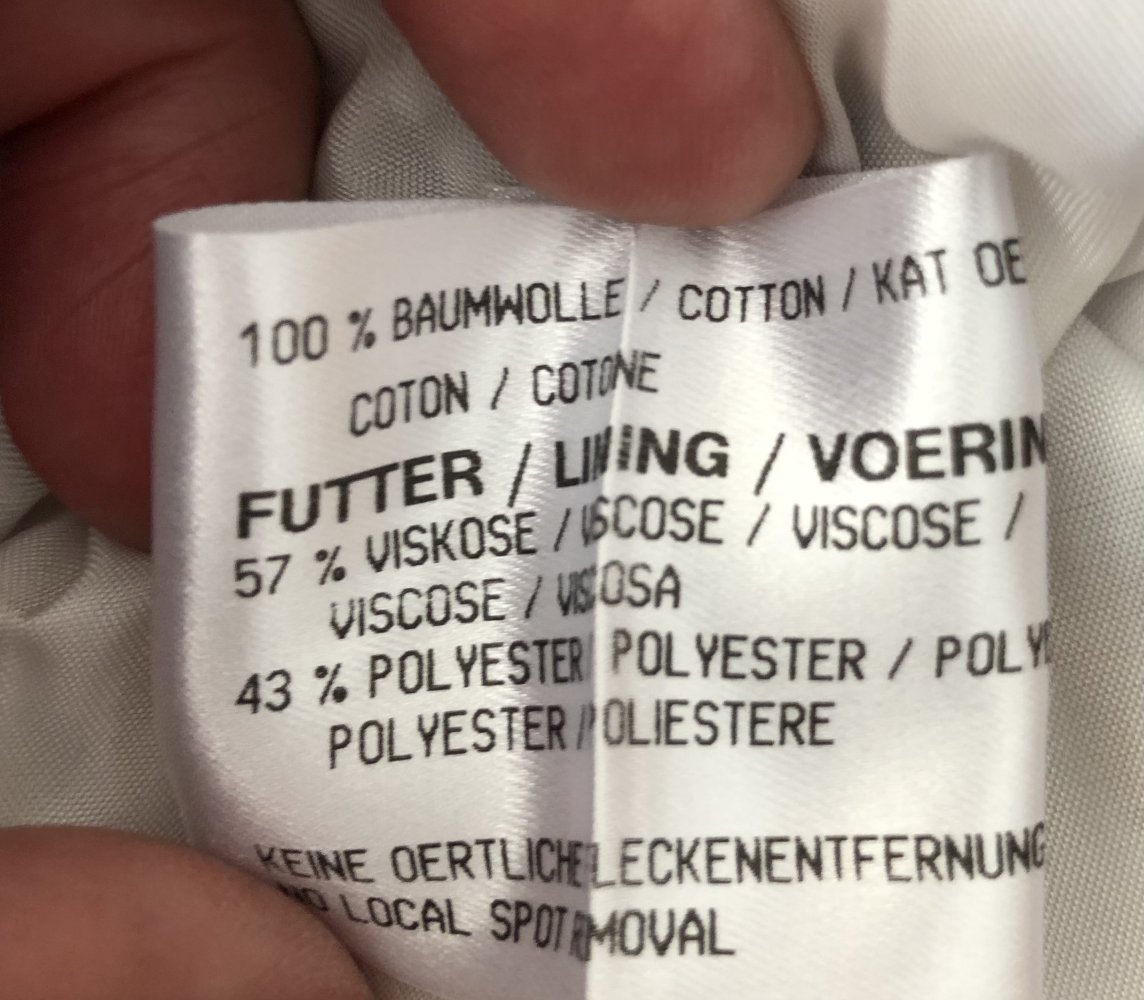 100 % BAUMWOLLE / COTTON / KAT OE
COTON / COTONE
FUTTER / LINING / VOERIN
57 % VISKOSE / VISCOSE / VISCOSE /
VISCOSE / VISCOSA
43 % POLYESTER POLYESTER / POLYE
POLYESTER / POLIESTERE
KEINE OERTLICHE FLECKENENTFERNUNG
NO LOCAL SPOT REMOVAL